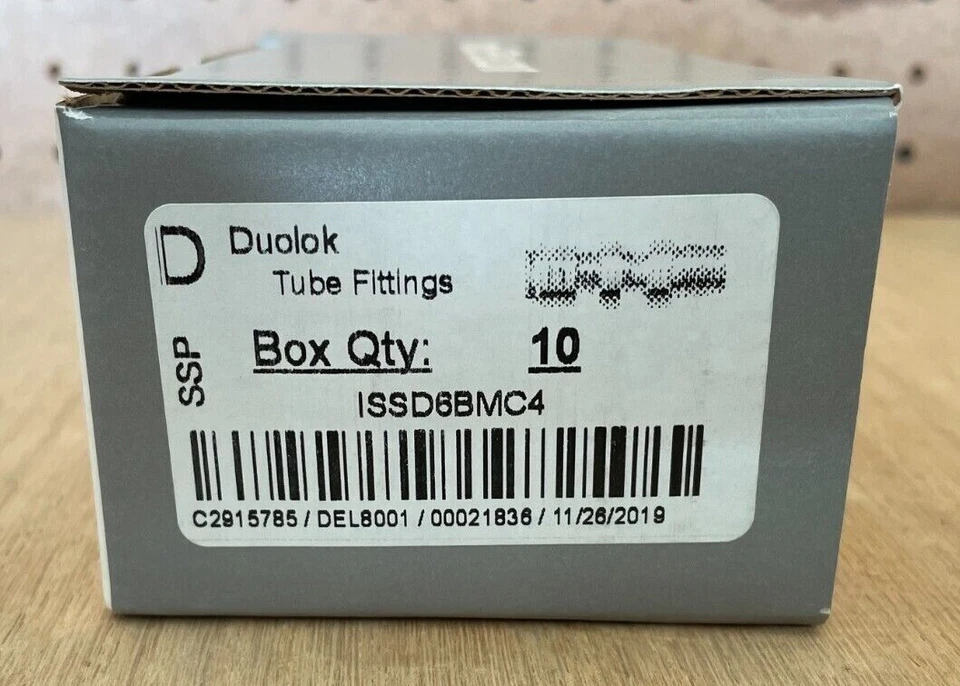 D
SSP
Duolok
Tube Fittings
Box Qty: 10
ISSD6BMC4
C2915785 / DEL8001 / 00021836 / 11/26/2019